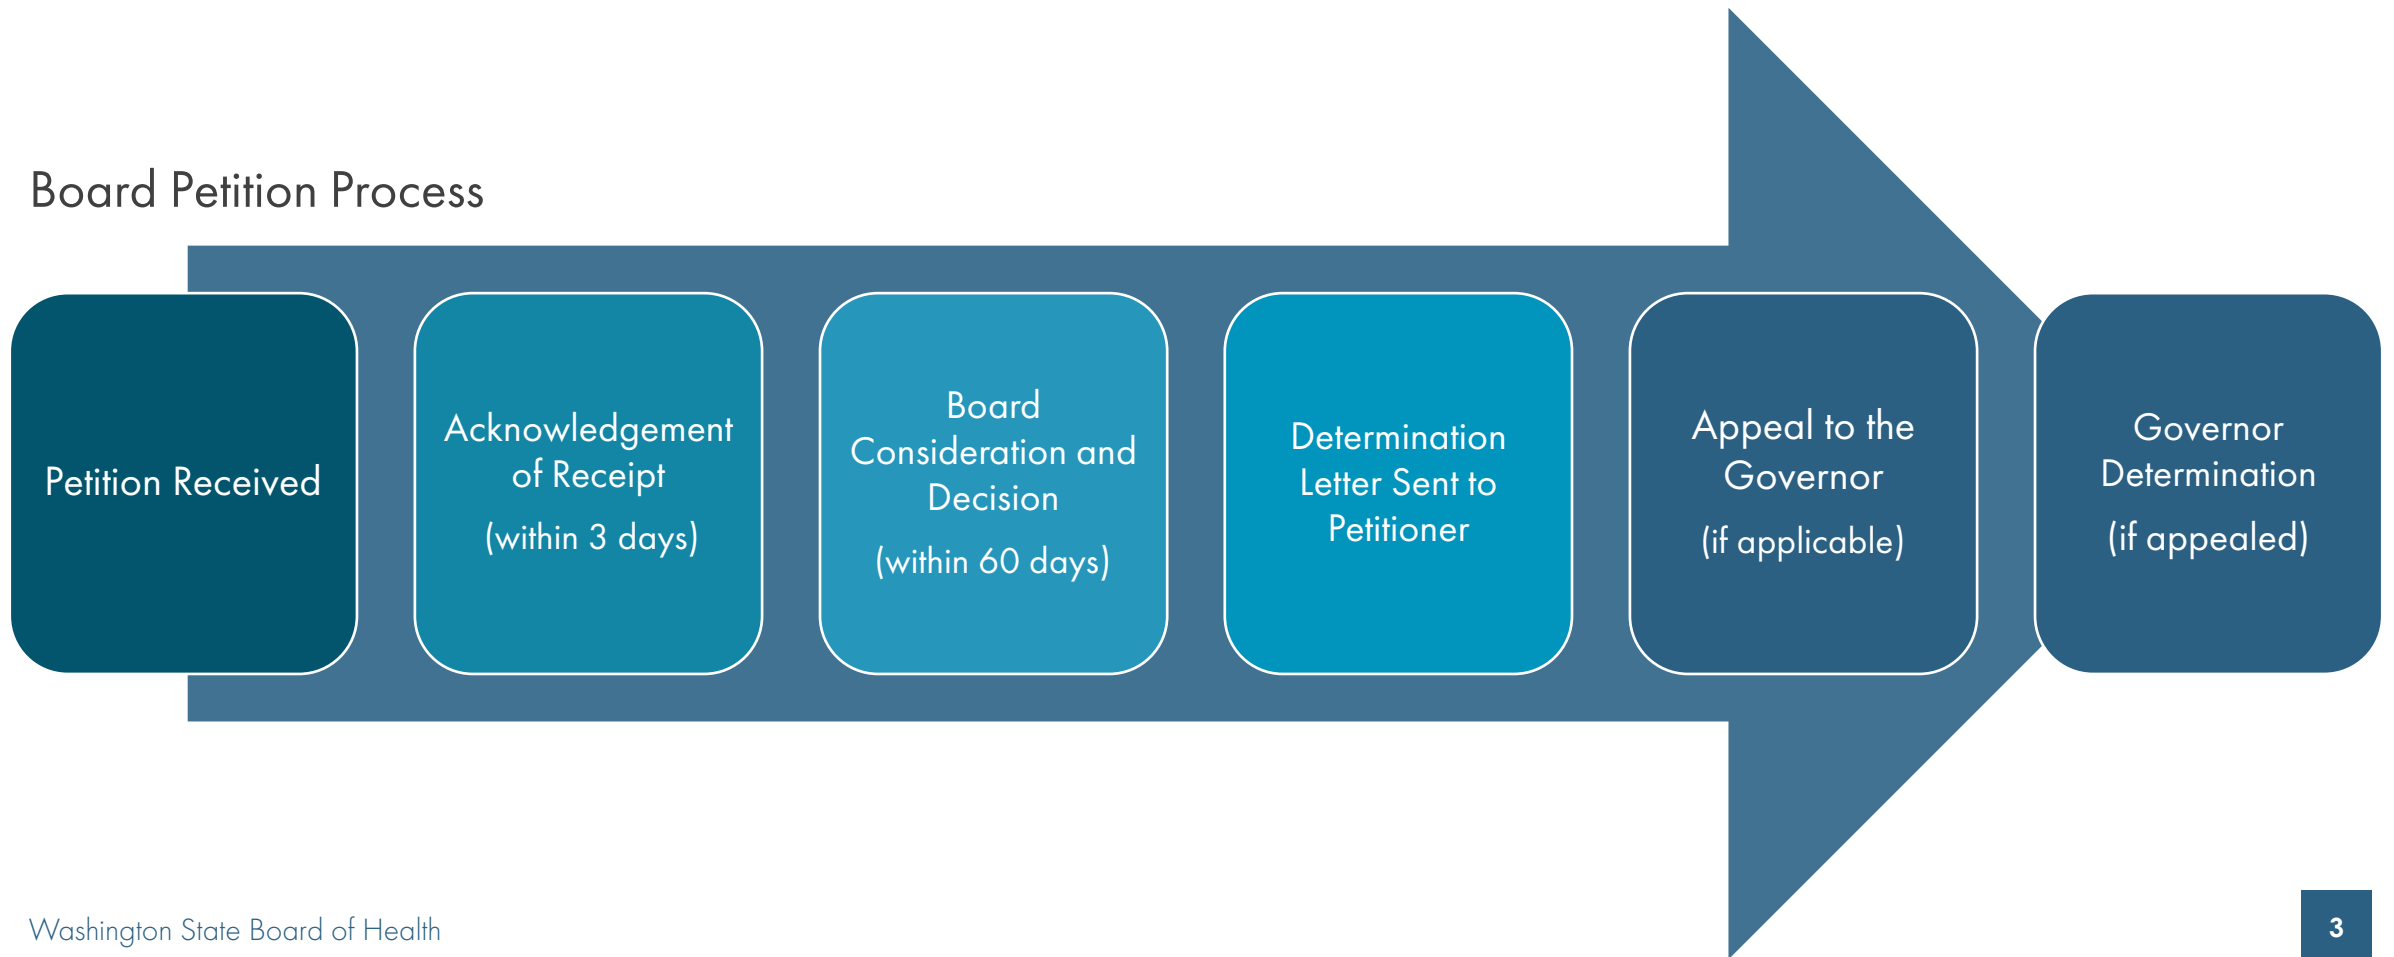 Board Petition Process
Petition Received
Acknowledgement
of Receipt
(within 3 days)
Board
Consideration and
Decision
(within 60 days)
Determination
Letter Sent to
Petitioner
Appeal to the
Governor
(if applicable)
Governor
Determination
(if appealed)
Washington State Board of Health
3